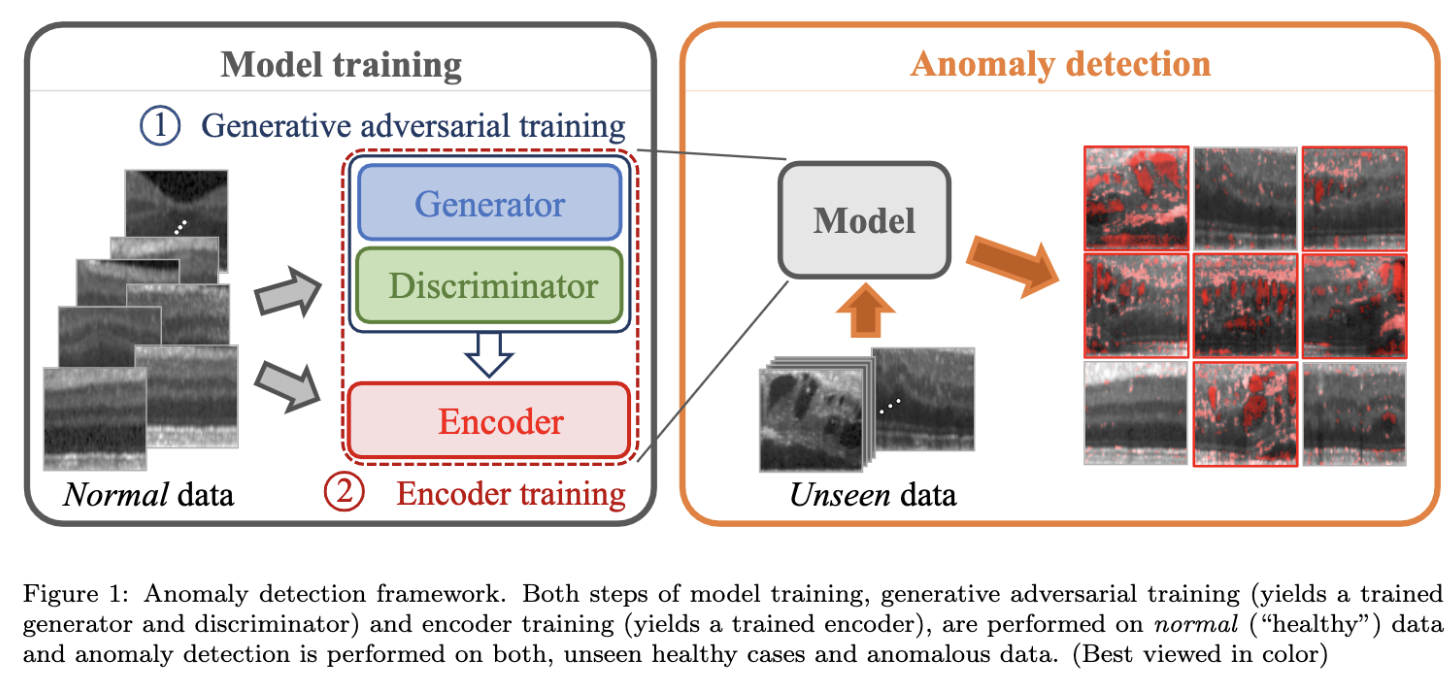 Model training
① Generative adversarial training
Generator
Discriminator
Encoder
Normal data
② Encoder training
Anomaly detection
Model
Unseen data
Figure 1: Anomaly detection framework. Both steps of model training, generative adversarial training (yields a trained
generator and discriminator) and encoder training (yields a trained encoder), are performed on normal (“healthy”) data
and anomaly detection is performed on both, unseen healthy cases and anomalous data. (Best viewed in color)